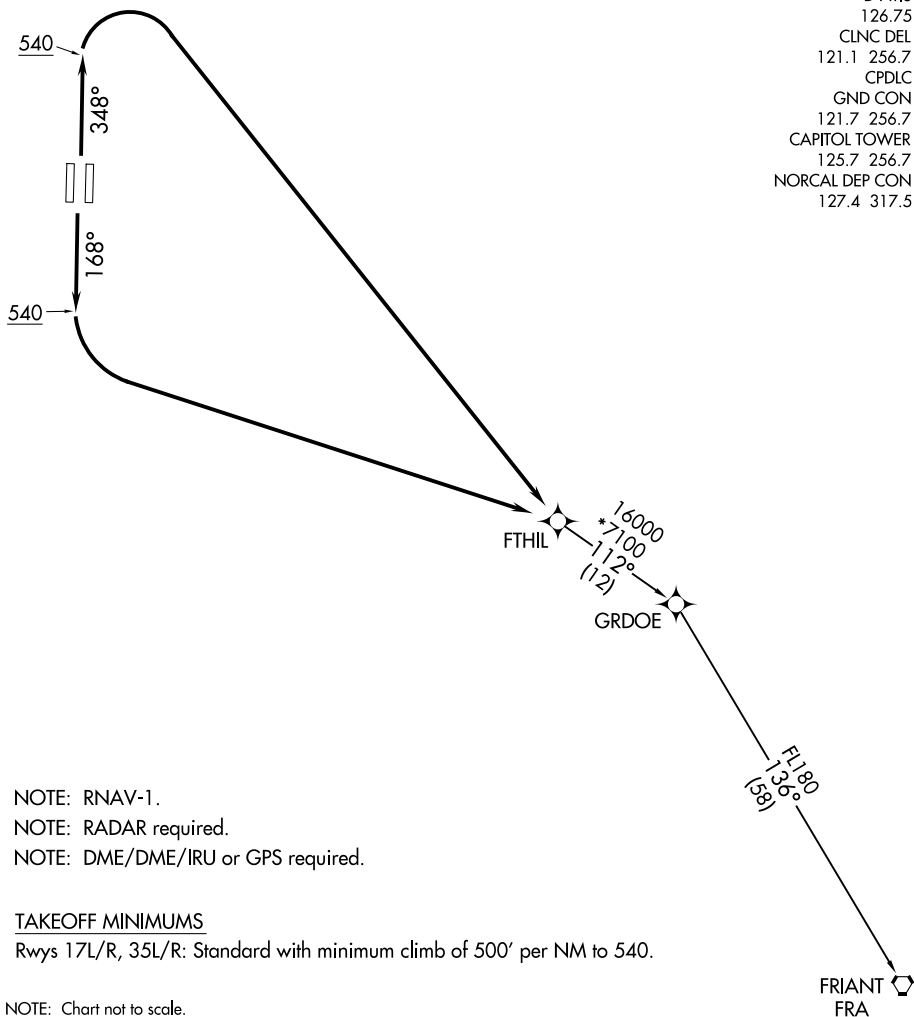 126.75
CLNC DEL
121.1 256.7
CPDLC
GND CON
121.7 256.7
CAPITOL TOWER
125.7 256.7
NORCAL DEP CON
127.4 317.5
540
348°
168°
540
FTHIL
16000
*7100
112°
(12)
GRDOE
FL180
136°
(58)
FRIANT
FRA
NOTE: RNAV-1.
NOTE: RADAR required.
NOTE: DME/DME/IRU or GPS required.
TAKEOFF MINIMUMS
Rwys 17L/R, 35L/R: Standard with minimum climb of 500' per NM to 540.
NOTE: Chart not to scale.